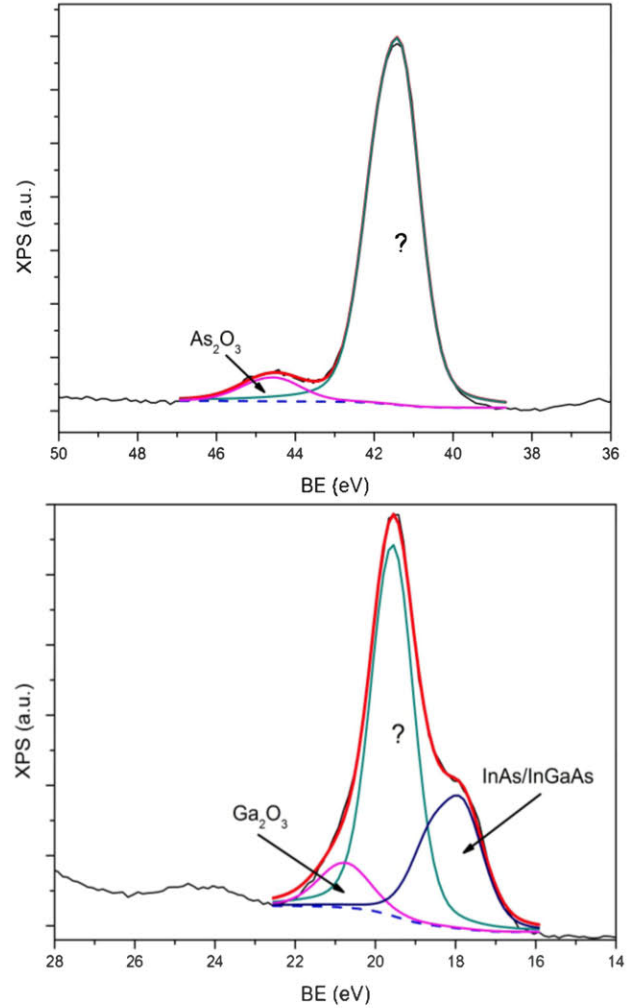 XPS (a.u.)
?
As₂O₃
50 48 46 44 42 40 38 36
BE (eV)
XPS (a.u.)
?
InAs/InGaAs
Ga₂O₃
28 26 24 22 20 18 16 14
BE (eV)